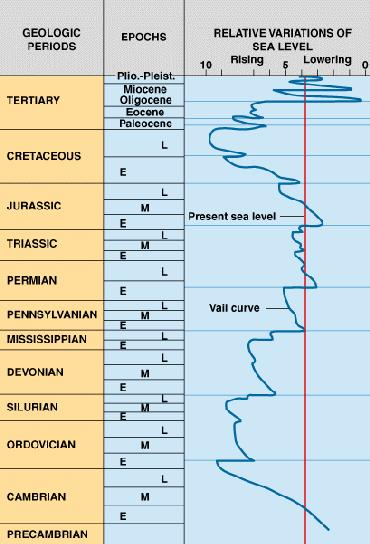 GEOLOGIC
PERIODS
EPOCHS
RELATIVE VARIATIONS OF
SEA LEVEL
Rising Lowering
10 5 0
TERTIARY
Plio.-Pleist.
Miocene
Oligocene
Eocene
Paleocene
CRETACEOUS
L
E
JURASSIC
L
M
E
Present sea level
TRIASSIC
L
M
E
PERMIAN
L
E
PENNSYLVANIAN
L
M
E
Vail curve
MISSISSIPPIAN
L
E
DEVONIAN
L
M
E
SILURIAN
L
M
E
ORDOVICIAN
L
M
E
CAMBRIAN
L
M
E
PRECAMBRIAN